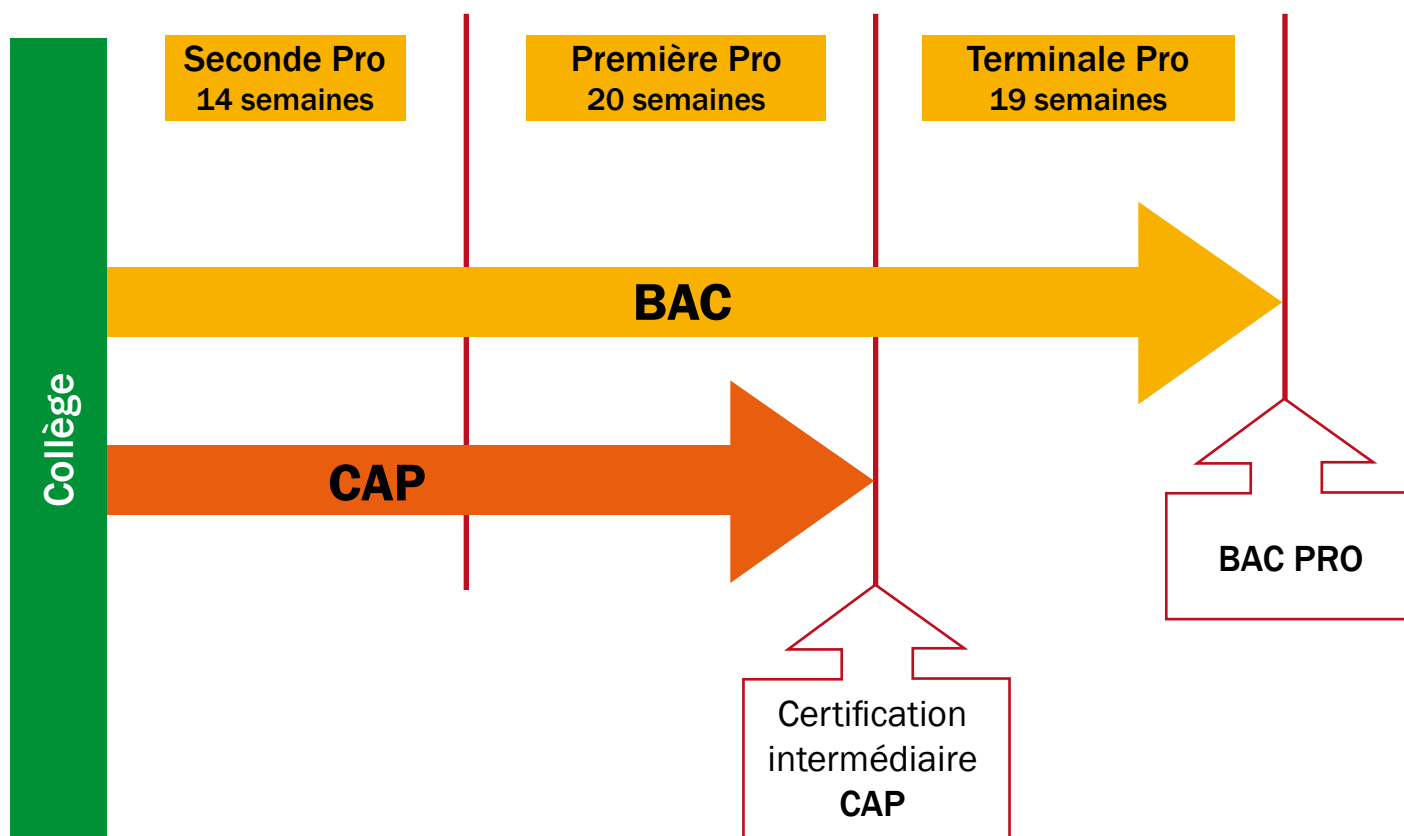 Collège
Seconde Pro
14 semaines
Première Pro
20 semaines
Terminale Pro
19 semaines
BAC
CAP
BAC PRO
Certification
intermédiaire
CAP